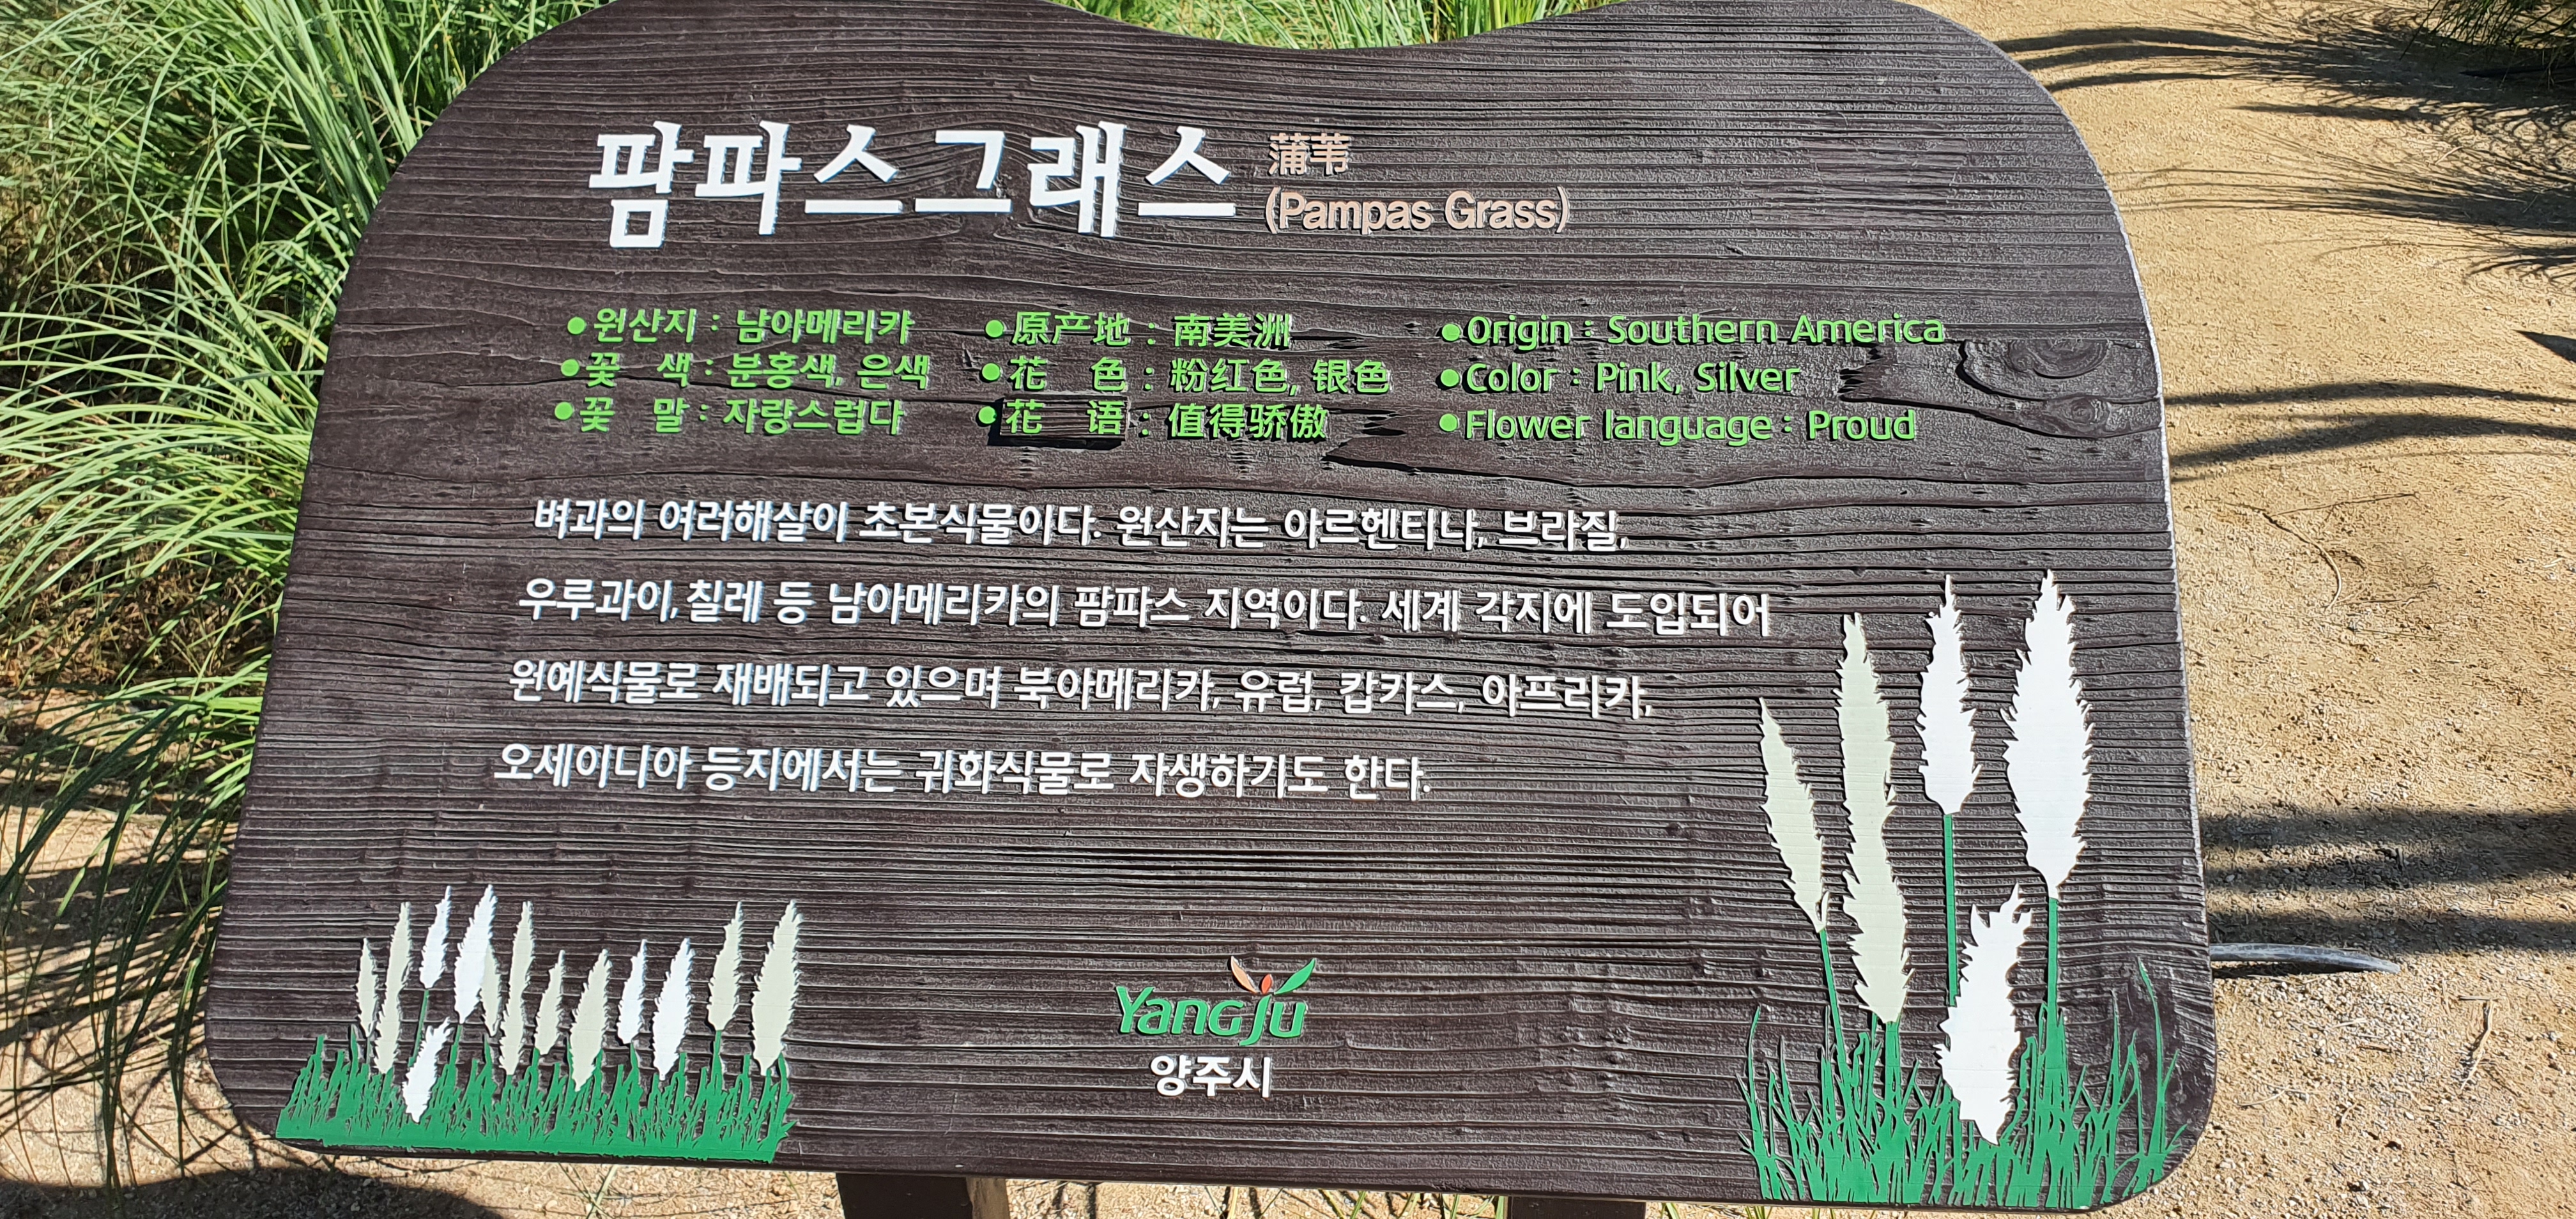 팜파스그래스 蒲苇
(Pampas Grass)
●원산지 : 남아메리카 ●原产地 : 南美洲 ●Origin : Southern America
●꽃 색 : 분홍색, 은색 ●花 色 : 粉红色, 银色 ●Color : Pink, Silver
●꽃 말 : 자랑스럽다 ●花 语 : 值得骄傲 ●Flower language : Proud
벼과의 여러해살이 초본식물이다. 원산지는 아르헨티나, 브라질,
우루과이, 칠레 등 남아메리카의 팜파스 지역이다. 세계 각지에 도입되어
원예식물로 재배되고 있으며 북아메리카, 유럽, 캅카스, 아프리카,
오세이니아 등지에서는 귀화식물로 자생하기도 한다.
Yangju
양주시